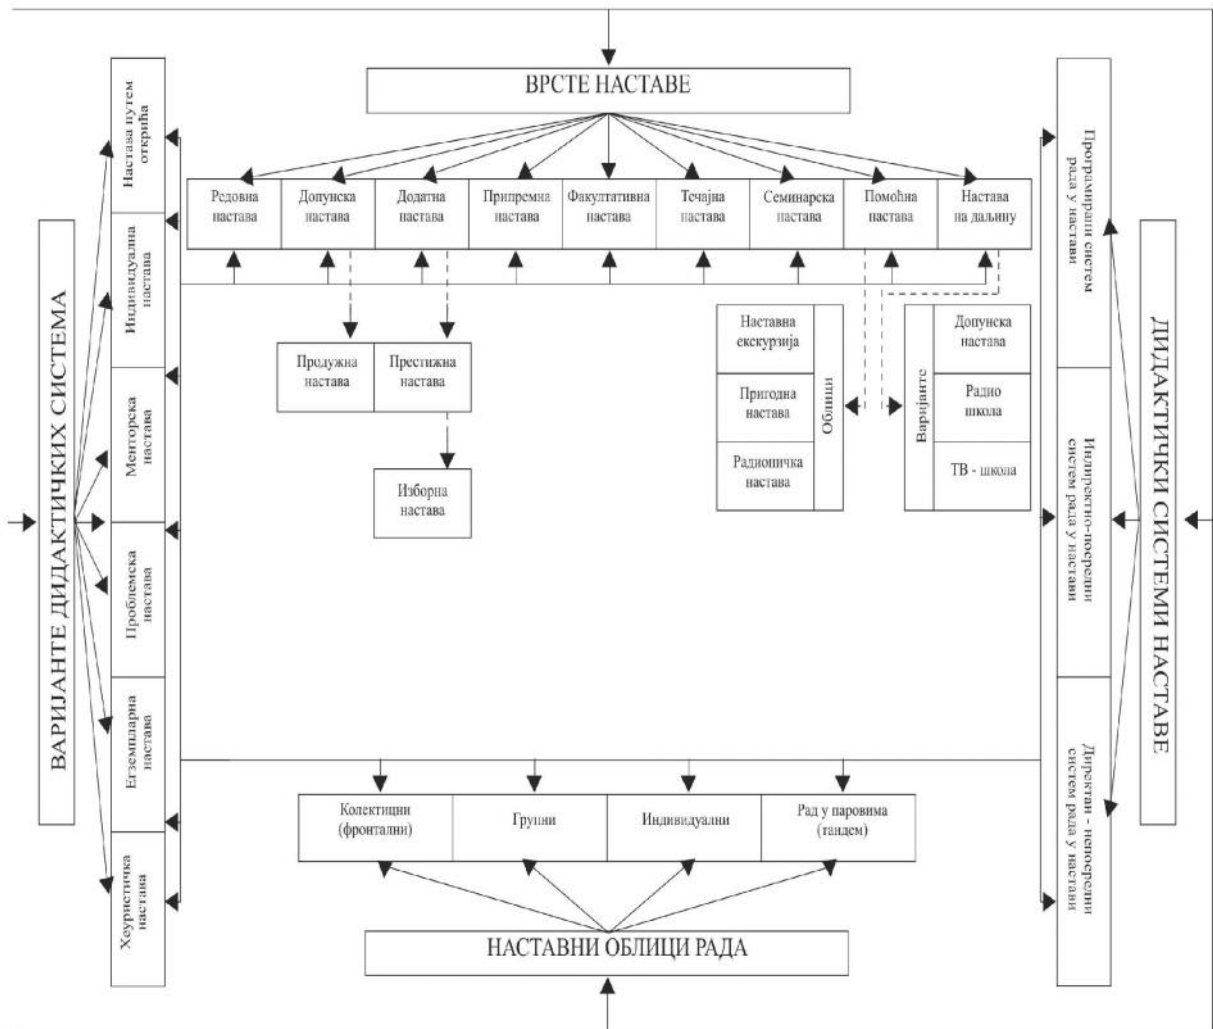 ВРСТЕ НАСТАВЕ
Редовна
настава
Допунска
настава
Додатна
настава
Припремна
настава
Факултативна
настава
Течајна
настава
Семинарска
настава
Помоћна
настава
Настава
на даљину
Продужна
настава
Престижна
настава
Изборна
настава
Наставна
екскурзија
Пригодна
настава
Радионичка
настава
Облици
Варијанте
Допунска
настава
Радио
школа
ТВ - школа
ВАРИЈАНТЕ ДИДАКТИЧКИХ СИСТЕМА
Настава путем
открића
Индивидуална
настава
Менторска
настава
Проблемска
настава
Егземпларна
настава
Хеуристичка
настава
Програмирани систем
рада у настави
Индиректно-посредни
систем рада у настави
Директан - непосредни
систем рада у настави
ДИДАКТИЧКИ СИСТЕМИ НАСТАВЕ
Колектицни
(фронтални)
Групни
Индивидуални
Рад у паровима
(тандем)
НАСТАВНИ ОБЛИЦИ РАДА